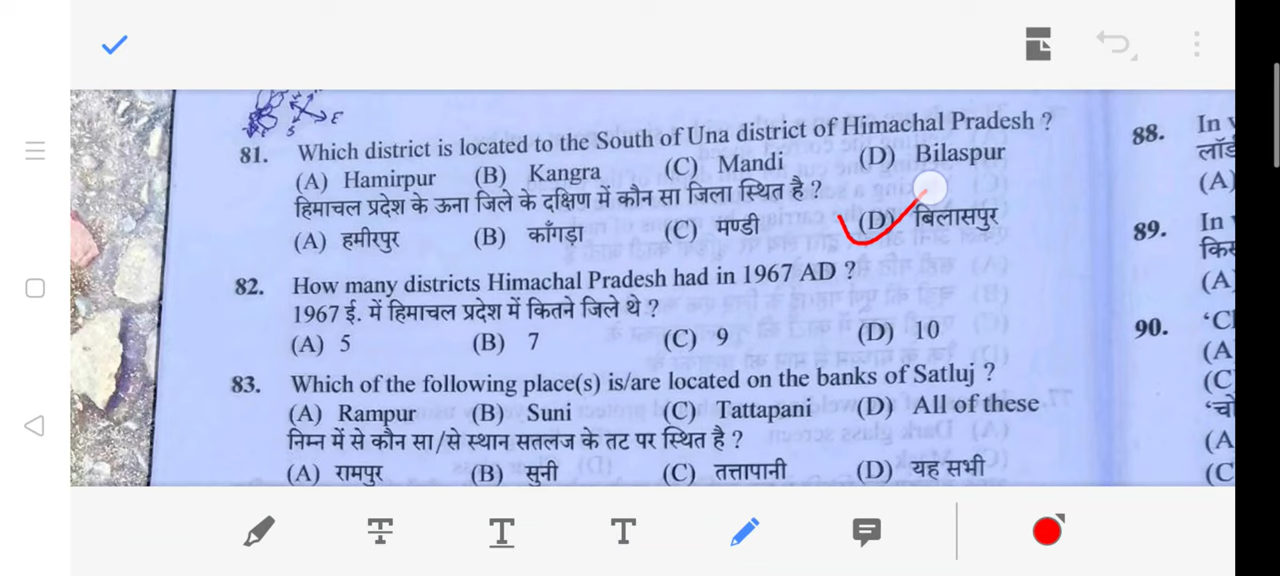 E
S
81. Which district is located to the South of Una district of Himachal Pradesh ?
(A) Hamirpur (B) Kangra (C) Mandi (D) Bilaspur
हिमाचल प्रदेश के ऊना जिले के दक्षिण में कौन सा जिला स्थित है ?
(A) हमीरपुर (B) काँगड़ा (C) मण्डी (D) बिलासपुर
82. How many districts Himachal Pradesh had in 1967 AD ?
1967 ई. में हिमाचल प्रदेश में कितने जिले थे ?
(A) 5 (B) 7 (C) 9 (D) 10
83. Which of the following place(s) is/are located on the banks of Satluj ?
(A) Rampur (B) Suni (C) Tattapani (D) All of these
निम्न में से कौन सा/से स्थान सतलज के तट पर स्थित है ?
(A) रामपुर (B) सुनी (C) तत्तापानी (D) यह सभी
88. In
(A)
89. In
(A
90.
(A
(C
(A
(C
T T T